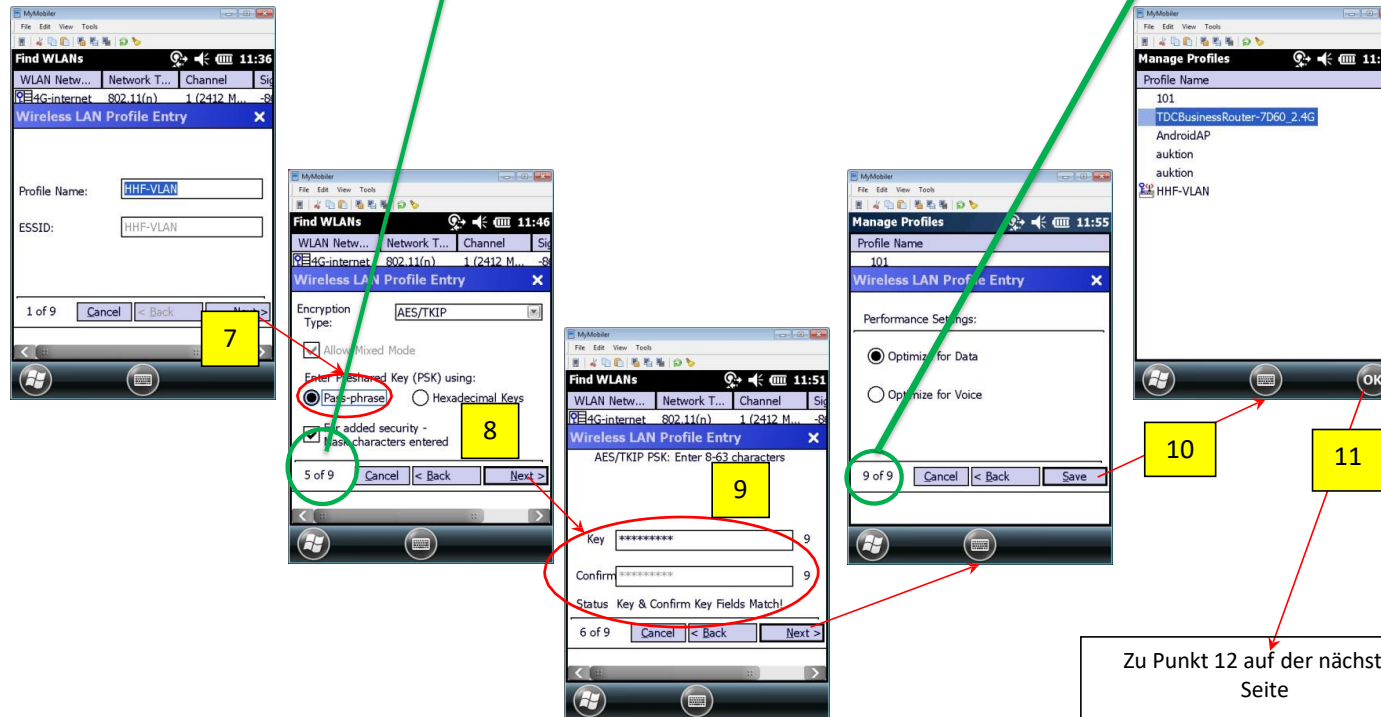 MyMobiler
File Edit View Tools
Find WLANs 11:36
WLAN Netw... Network T... Channel Sig
4G-internet 802.11(n) 1 (2412 M... -8
Wireless LAN Profile Entry X
Profile Name: HHF-VLAN
ESSID: HHF-VLAN
1 of 9 Cancel < Back >
7
MyMobiler
File Edit View Tools
Find WLANs 11:46
WLAN Netw... Network T... Channel Sig
4G-internet 802.11(n) 1 (2412 M... -8
Wireless LAN Profile Entry X
Encryption AES/TKIP
Type:
Allow Mixed Mode
Enter Preshared Key (PSK) using:
Pass-phrase Hexadecimal Keys
For added security -
Mask characters entered
8
5 of 9 Cancel < Back Next >
MyMobiler
File Edit View Tools
Find WLANs 11:51
WLAN Netw... Network T... Channel Sig
4G-internet 802.11(n) 1 (2412 M... -8
Wireless LAN Profile Entry X
AES/TKIP PSK: Enter 8-63 characters
9
Key ********* 9
Confirm ********* 9
Status Key & Confirm Key Fields Match!
6 of 9 Cancel < Back Next >
MyMobiler
File Edit View Tools
Manage Profiles 11:55
Profile Name
101
Wireless LAN Profile Entry X
Performance Settings:
Optimize for Data
Optimize for Voice
9 of 9 Cancel < Back Save
10
MyMobiler
File Edit View Tools
Manage Profiles 11:
Profile Name
101
TDCBusinessRouter-7D60_2.4G
AndroidAP
auktion
auktion
HHF-VLAN
OK
11
Zu Punkt 12 auf der nächst
Seite